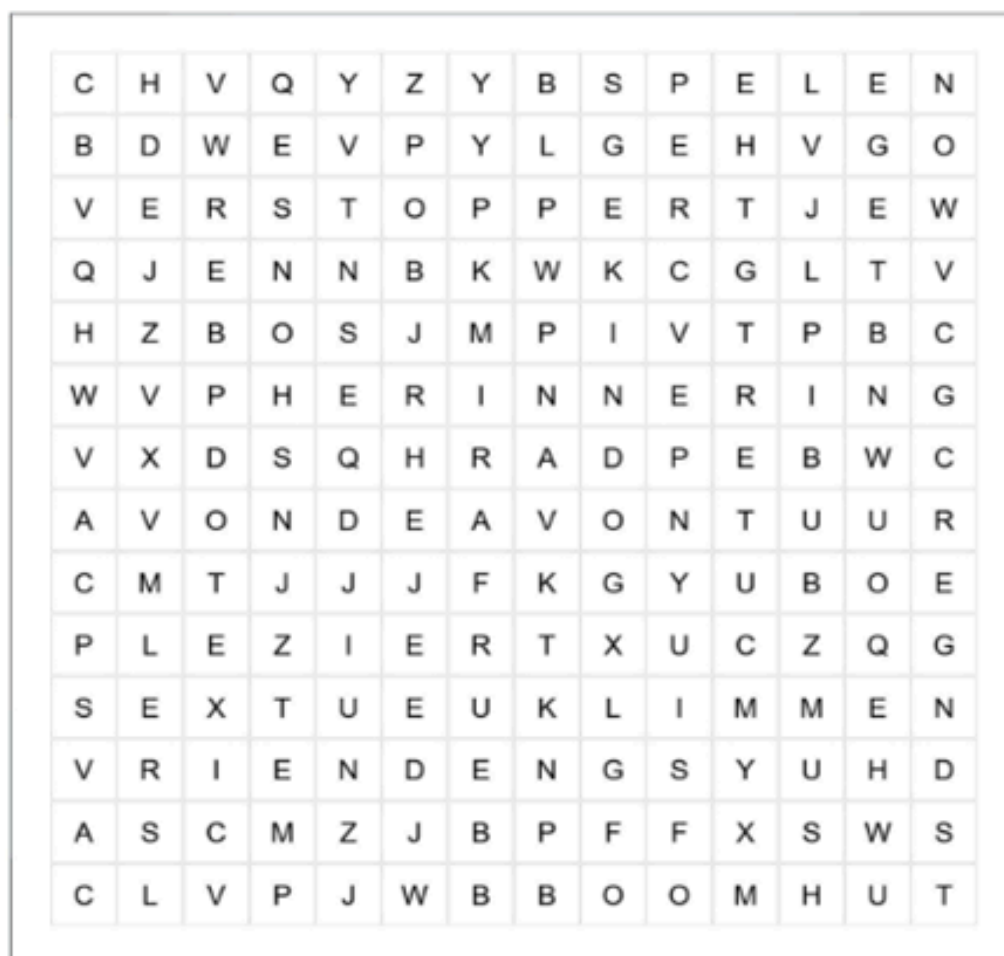 C H V Q Y Z Y B S P E L E N
B D W E V P Y L G E H V G O
V E R S T O P P E R T J E W
Q J E N N B K W K C G L T V
H Z B O S J M P I V T P B C
W V P H E R I N N E R I N G
V X D S Q H R A D P E B W C
A V O N D E A V O N T U U R
C M T J J J F K G Y U B O E
P L E Z I E R T X U C Z Q G
S E X T U E U K L I M M E N
V R I E N D E N G S Y U H D
A S C M Z J B P F F X S W S
C L V P J W B B O O M H U T